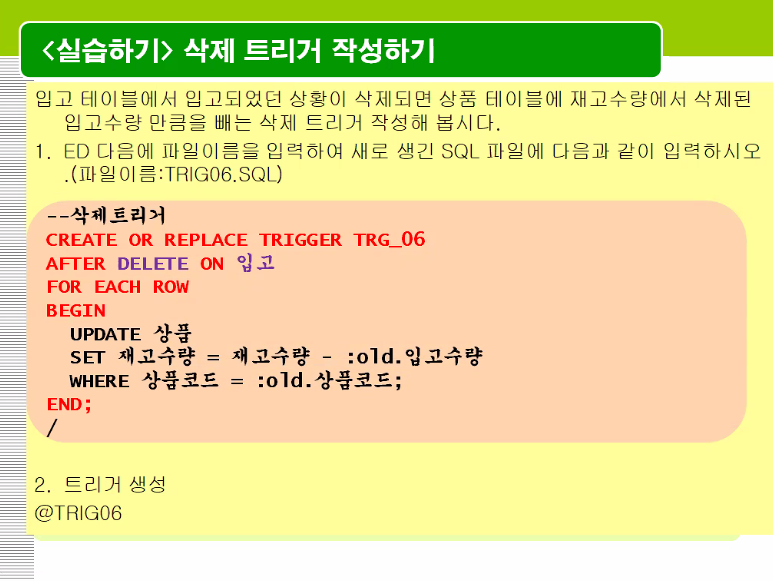 <실습하기> 삭제 트리거 작성하기
입고 테이블에서 입고되었던 상황이 삭제되면 상품 테이블에 재고수량에서 삭제된
입고수량 만큼을 빼는 삭제 트리거 작성해 봅시다.
1. ED 다음에 파일이름을 입력하여 새로 생긴 SQL 파일에 다음과 같이 입력하시오
.(파일이름:TRIG06.SQL)
--삭제트리거
CREATE OR REPLACE TRIGGER TRG_06
AFTER DELETE ON 입고
FOR EACH ROW
BEGIN
UPDATE 상품
SET 재고수량 = 재고수량 - :old.입고수량
WHERE 상품코드 = :old.상품코드;
END;
/
2. 트리거 생성
@TRIG06